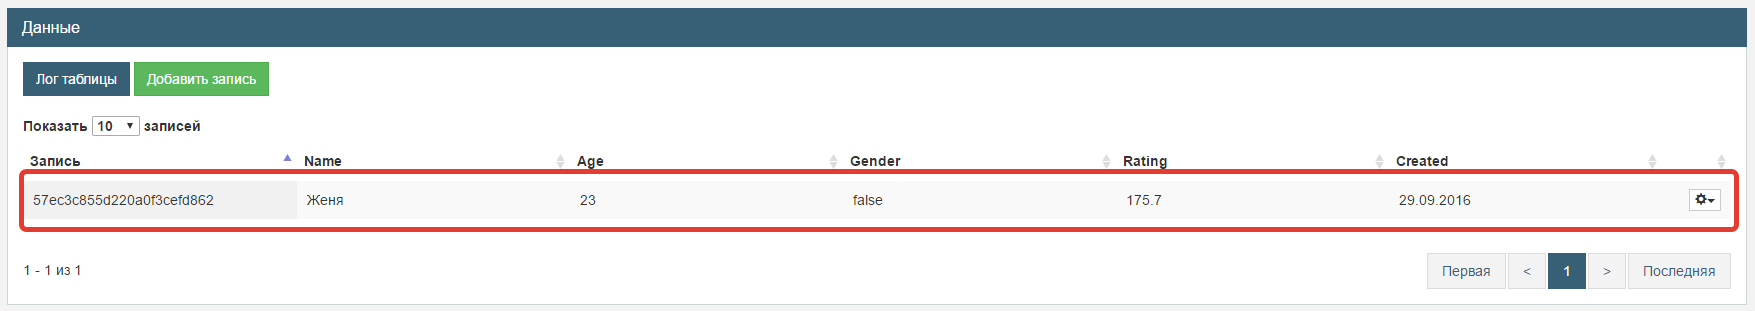 Данные
Лог таблицы Добавить запись
Показать 10 записей
Запись Name Age Gender Rating Created
57ec3c855d220a0f3cefd862 Женя 23 false 175.7 29.09.2016
1 - 1 из 1 Первая < 1 > Последняя